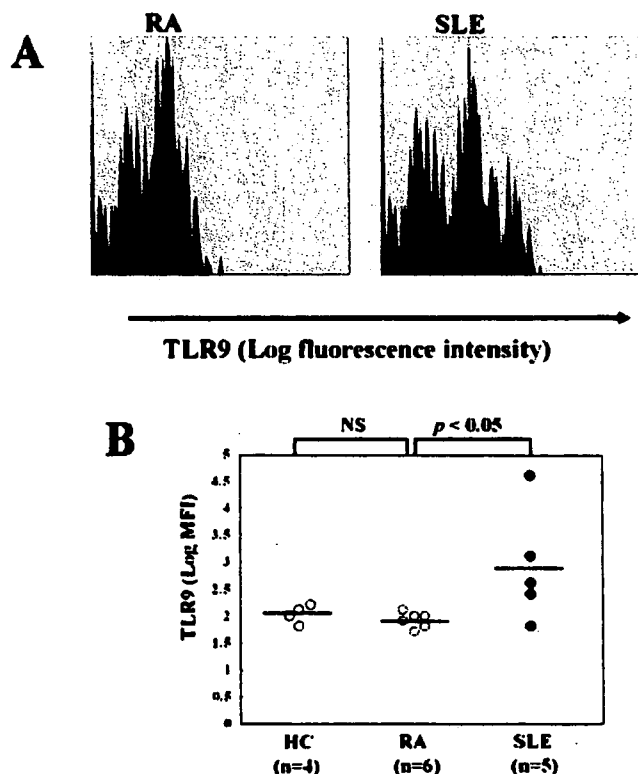 A
RA
SLE
TLR9 (Log fluorescence intensity)
B
NS
p < 0.05
TLR9 (Log MFI)
5
4.5
4
3.5
3
2.5
2
1.5
1
0.5
0
HC
RA
SLE
(n=4)
(n=6)
(n=5)